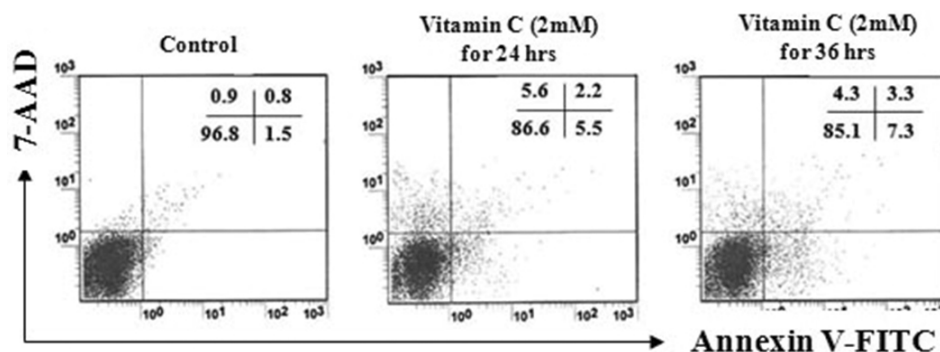 Control
Vitamin C (2mM)
for 24 hrs
Vitamin C (2mM)
for 36 hrs
7-AAD
10³
10²
10¹
10⁰
0.9 0.8
96.8 1.5
10⁰ 10¹ 10² 10³
10³
10²
10¹
10⁰
5.6 2.2
86.6 5.5
10⁰ 10¹ 10² 10³
10³
10²
10¹
10⁰
4.3 3.3
85.1 7.3
10⁰ 10¹ 10² 10³
Annexin V-FITC